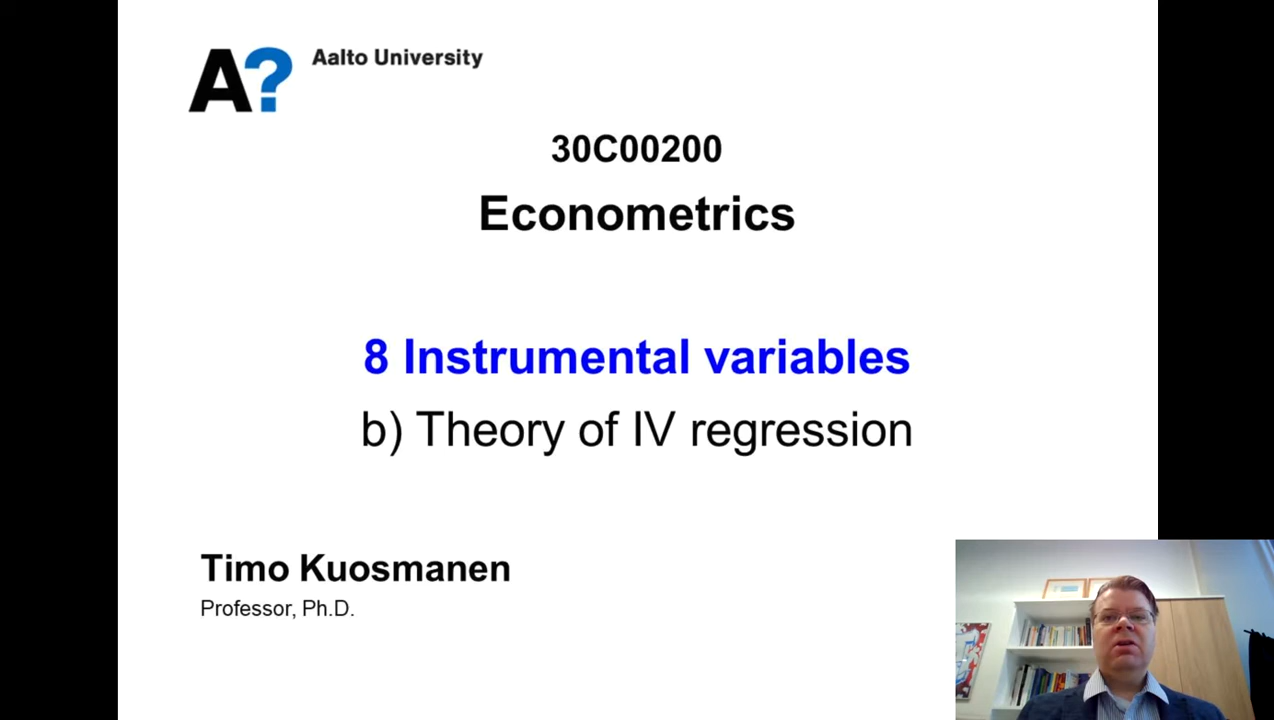 A?
Aalto University
30C00200
Econometrics
8 Instrumental variables
b) Theory of IV regression
Timo Kuosmanen
Professor, Ph.D.